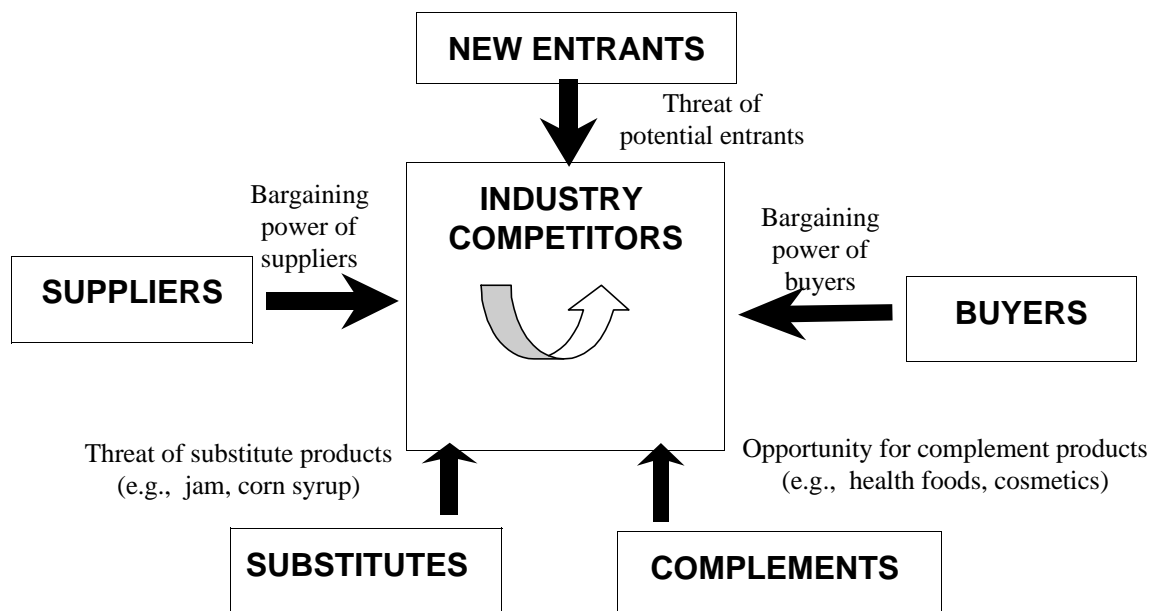 NEW ENTRANTS
Threat of
potential entrants
INDUSTRY
COMPETITORS
Bargaining
power of
suppliers
SUPPLIERS
Bargaining
power of
buyers
BUYERS
Threat of substitute products
(e.g., jam, corn syrup)
SUBSTITUTES
Opportunity for complement products
(e.g., health foods, cosmetics)
COMPLEMENTS